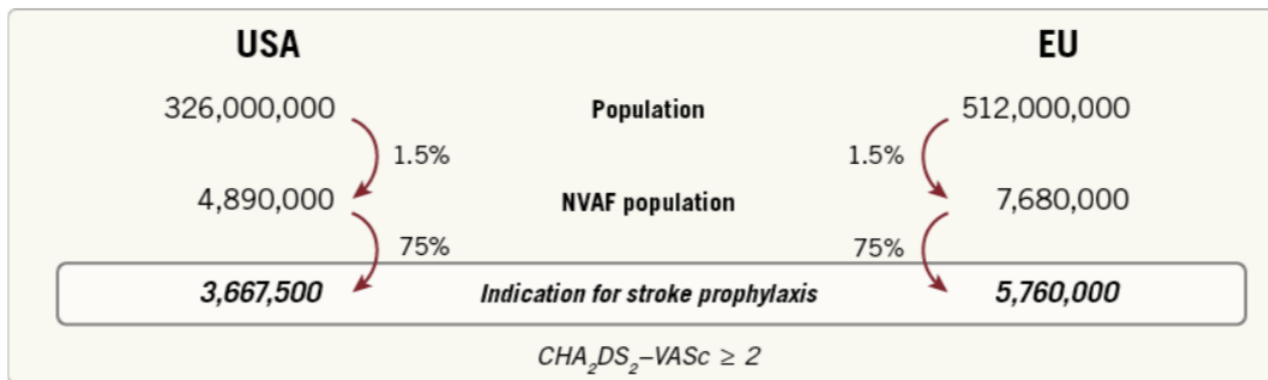 USA EU
326,000,000 Population 512,000,000
1.5% 1.5%
4,890,000 NVAF population 7,680,000
75% 75%
3,667,500 Indication for stroke prophylaxis 5,760,000
CHA₂DS₂–VASc ≥ 2